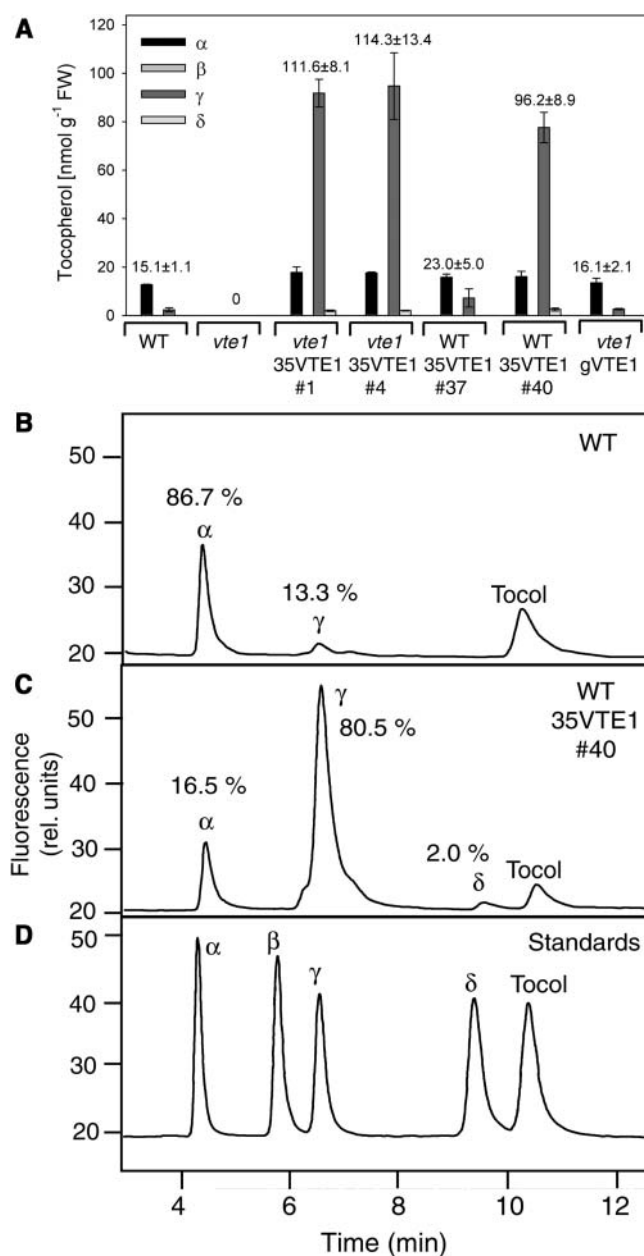 A
120
100
80
60
40
20
0
Tocopherol [nmol g⁻¹ FW]
α
β
γ
δ
15.1±1.1
0
111.6±8.1
114.3±13.4
23.0±5.0
96.2±8.9
16.1±2.1
WT
vte1
vte1 35VTE1 #1
vte1 35VTE1 #4
WT 35VTE1 #37
WT 35VTE1 #40
vte1 gVTE1
B
WT
50
40
30
20
86.7 %
α
13.3 %
γ
Tocol
C
WT
35VTE1
#40
50
40
30
20
Fluorescence
(rel. units)
16.5 %
α
γ
80.5 %
2.0 %
δ
Tocol
D
Standards
50
40
30
20
α
β
γ
δ
Tocol
4 6 8 10 12
Time (min)